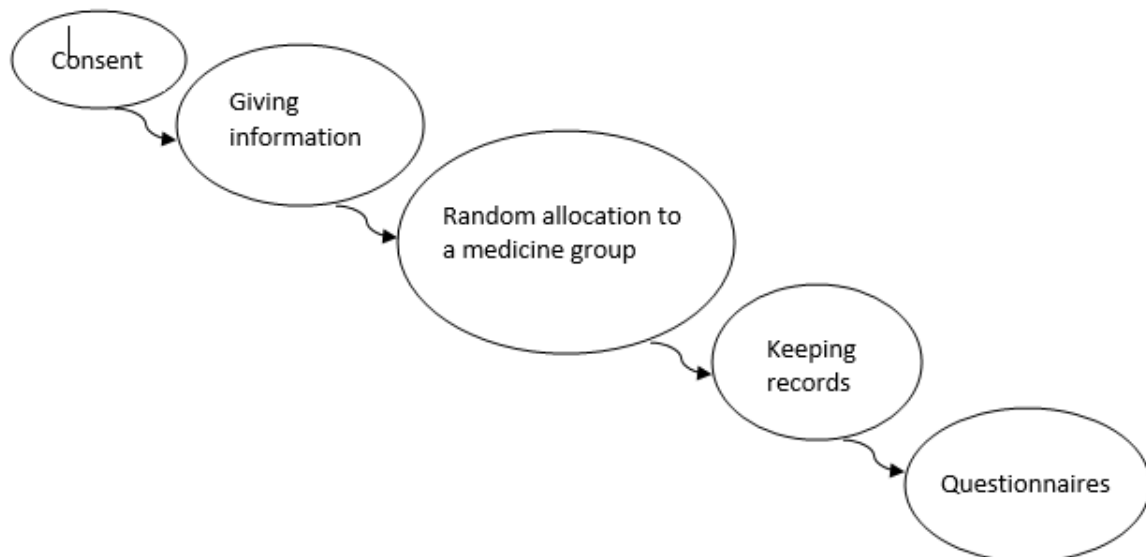 Consent
Giving
information
Random allocation to
a medicine group
Keeping
records
Questionnaires